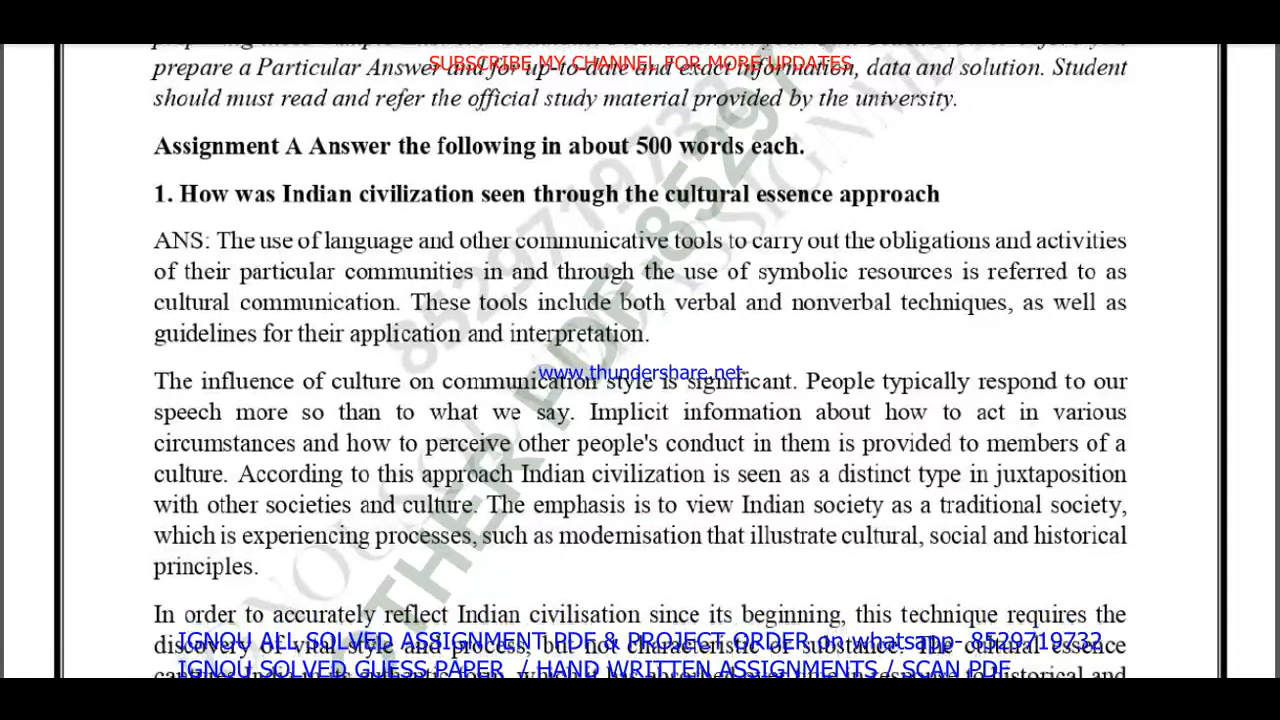 SUBSCRIBE MY CHANNEL FOR MORE UPDATES
prepare a Particular Answer and for up-to-date and exact information, data and solution. Student
should must read and refer the official study material provided by the university.
Assignment A Answer the following in about 500 words each.
1. How was Indian civilization seen through the cultural essence approach
ANS: The use of language and other communicative tools to carry out the obligations and activities
of their particular communities in and through the use of symbolic resources is referred to as
cultural communication. These tools include both verbal and nonverbal techniques, as well as
guidelines for their application and interpretation.
www.thundershare.net
The influence of culture on communication style is significant. People typically respond to our
speech more so than to what we say. Implicit information about how to act in various
circumstances and how to perceive other people's conduct in them is provided to members of a
culture. According to this approach Indian civilization is seen as a distinct type in juxtaposition
with other societies and culture. The emphasis is to view Indian society as a traditional society,
which is experiencing processes, such as modernisation that illustrate cultural, social and historical
principles.
In order to accurately reflect Indian civilisation since its beginning, this technique requires the
discovery of vital style and process, but not characteristic or substance. The cultural essence
IGNOU ALL SOLVED ASSIGNMENT PDF & PROJECT ORDER on whatsapp- 8529719732
IGNOU SOLVED GUESS PAPER / HAND WRITTEN ASSIGNMENTS / SCAN PDF
8529719732